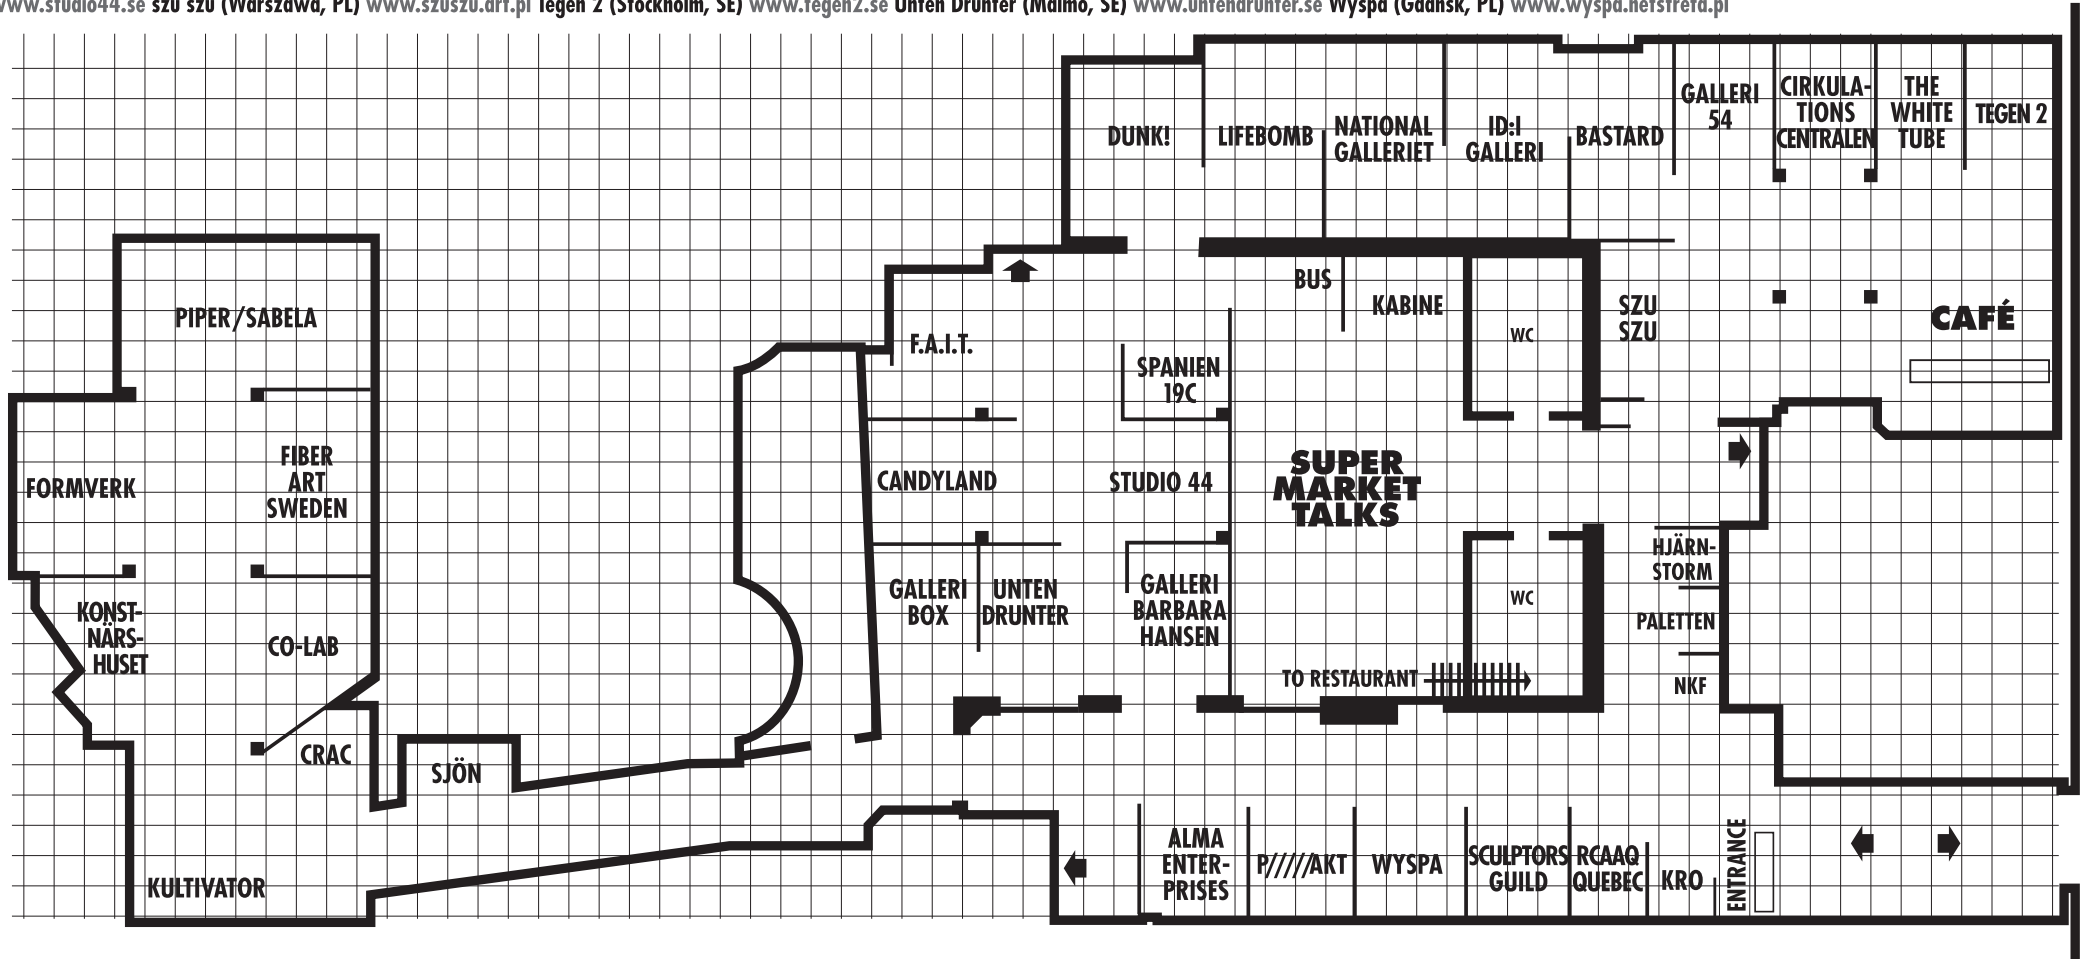 www.studio44.se szu szu (Warszawa, PL) www.szuszu.art.pl Tegen 2 (Stockholm, SE) www.tegen2.se Unten Drunter (Malmö, SE) www.untendrunter.se Wyspa (Gdańsk, PL) www.wyspa.netstrefa.pl
DUNK!
LIFEBOMB
NATIONAL
GALLERIET
ID:I
GALLERI
BASTARD
GALLERI
54
CIRKULA-
TIONS
CENTRALEN
THE
WHITE
TUBE
TEGEN 2
PIPER/SABELA
F.A.I.T.
BUS
KABINE
WC
SZU
SZU
CAFÉ
SPANIEN
19C
FORMVERK
FIBER
ART
SWEDEN
CANDYLAND
STUDIO 44
SUPER
MARKET
TALKS
KONST-
NÄRS-
HUSET
CO-LAB
GALLERI
BOX
UNTEN
DRUNTER
GALLERI
BARBARA
HANSEN
WC
HJÄRN-
STORM
PALETTEN
NKF
TO RESTAURANT
CRAC
SJÖN
KULTIVATOR
ALMA
ENTER-
PRISES
P/////AKT
WYSPA
SCULPTORS
GUILD
RCAAQ
QUEBEC
KRO
ENTRANCE